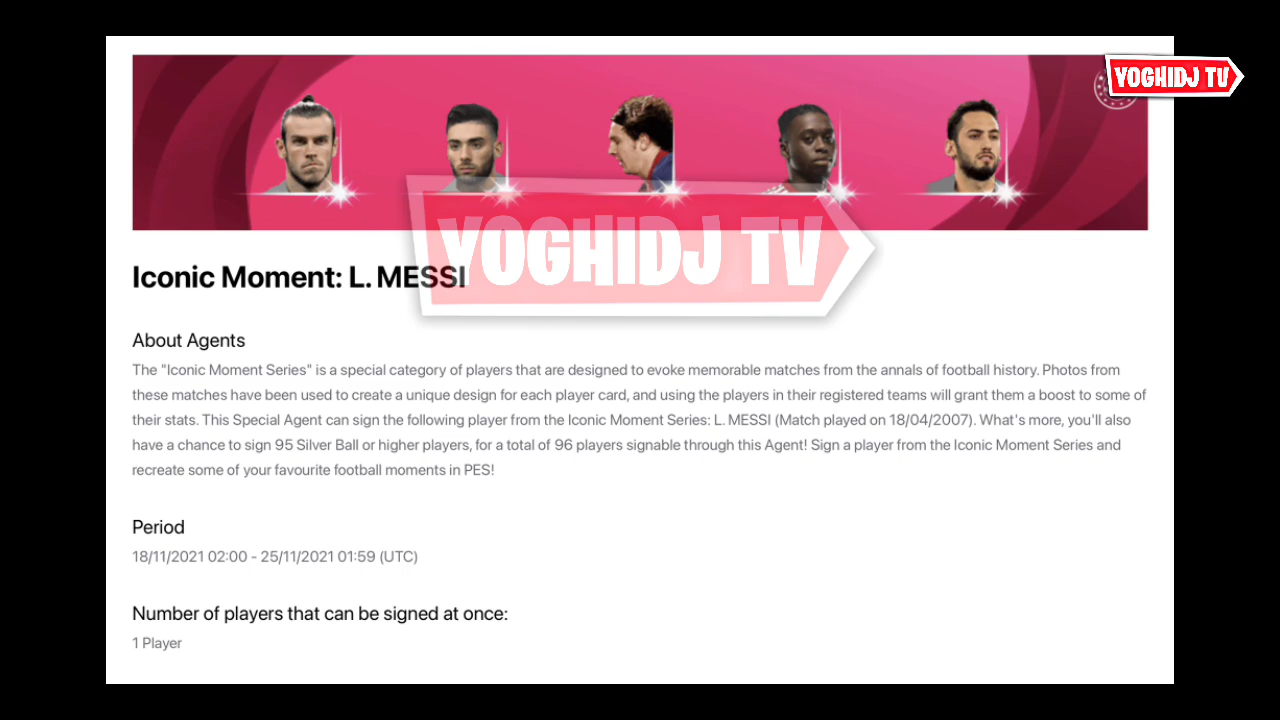 YOGHIDJ TV
YOGHIDJ TV
Iconic Moment: L. MESSI
About Agents
The "Iconic Moment Series" is a special category of players that are designed to evoke memorable matches from the annals of football history. Photos from
these matches have been used to create a unique design for each player card, and using the players in their registered teams will grant them a boost to some of
their stats. This Special Agent can sign the following player from the Iconic Moment Series: L. MESSI (Match played on 18/04/2007). What's more, you'll also
have a chance to sign 95 Silver Ball or higher players, for a total of 96 players signable through this Agent! Sign a player from the Iconic Moment Series and
recreate some of your favourite football moments in PES!
Period
18/11/2021 02:00 - 25/11/2021 01:59 (UTC)
Number of players that can be signed at once:
1 Player